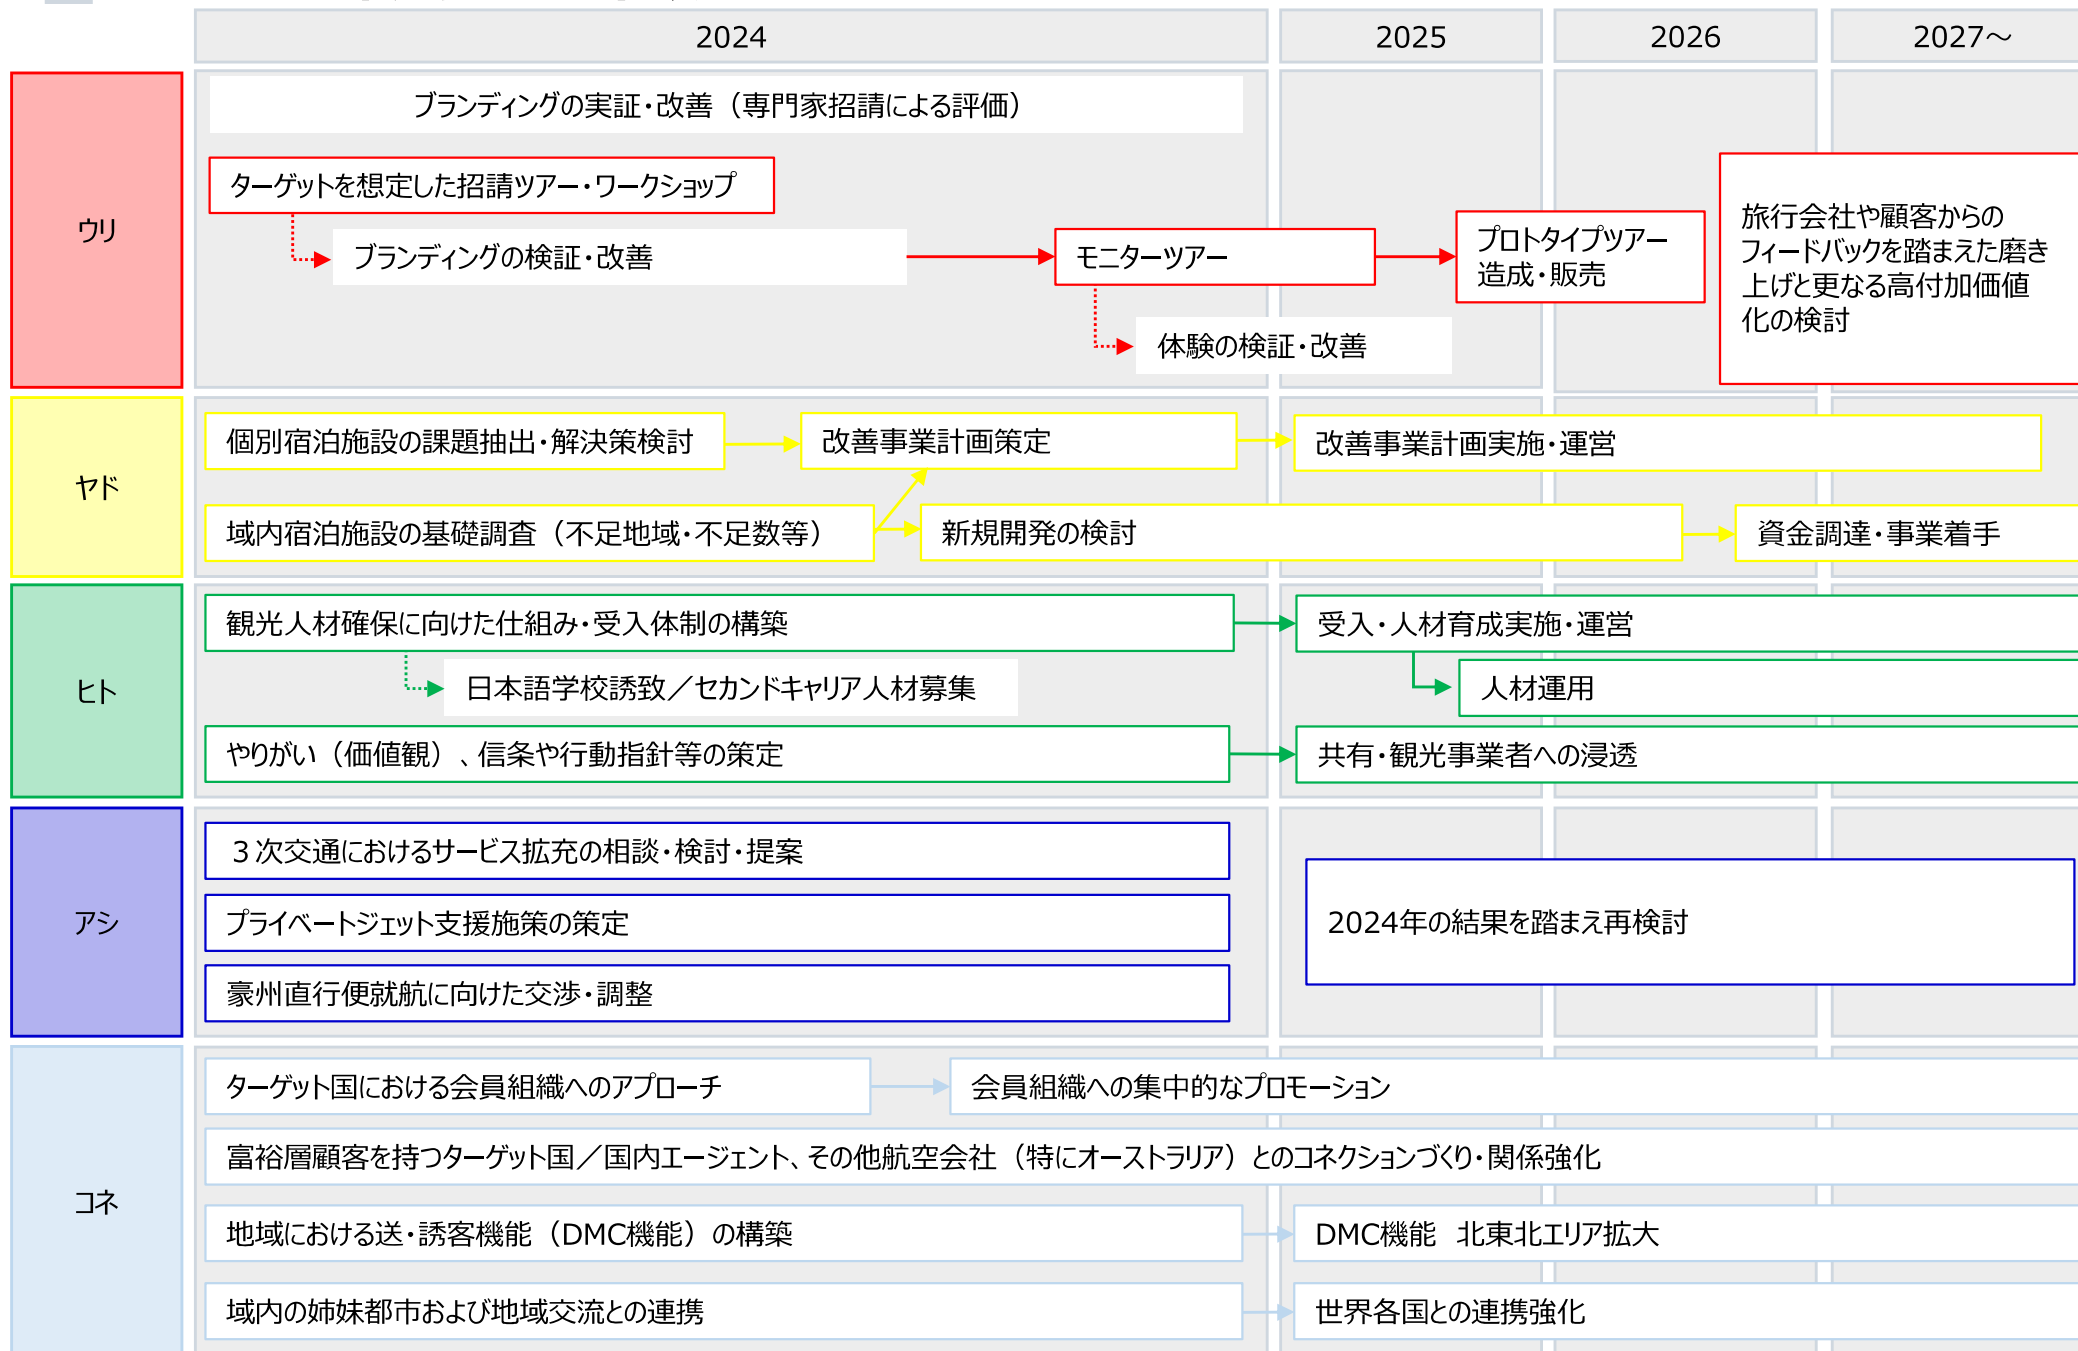 2024
2025
2026
2027～
ウリ
ブランディングの実証・改善（専門家招請による評価）
ターゲットを想定した招請ツアー・ワークショップ
ブランディングの検証・改善
モニターツアー
体験の検証・改善
プロトタイプツアー
造成・販売
旅行会社や顧客からの
フィードバックを踏まえた磨き
上げと更なる高付加価値
化の検討
ヤド
個別宿泊施設の課題抽出・解決策検討
改善事業計画策定
改善事業計画実施・運営
域内宿泊施設の基礎調査（不足地域・不足数等）
新規開発の検討
資金調達・事業着手
ヒト
観光人材確保に向けた仕組み・受入体制の構築
受入・人材育成実施・運営
日本語学校誘致／セカンドキャリア人材募集
人材運用
やりがい（価値観）、信条や行動指針等の策定
共有・観光事業者への浸透
アシ
３次交通におけるサービス拡充の相談・検討・提案
プライベートジェット支援施策の策定
豪州直行便就航に向けた交渉・調整
2024年の結果を踏まえ再検討
コネ
ターゲット国における会員組織へのアプローチ
会員組織への集中的なプロモーション
富裕層顧客を持つターゲット国／国内エージェント、その他航空会社（特にオーストラリア）とのコネクションづくり・関係強化
地域における送・誘客機能（DMC機能）の構築
DMC機能　北東北エリア拡大
域内の姉妹都市および地域交流との連携
世界各国との連携強化